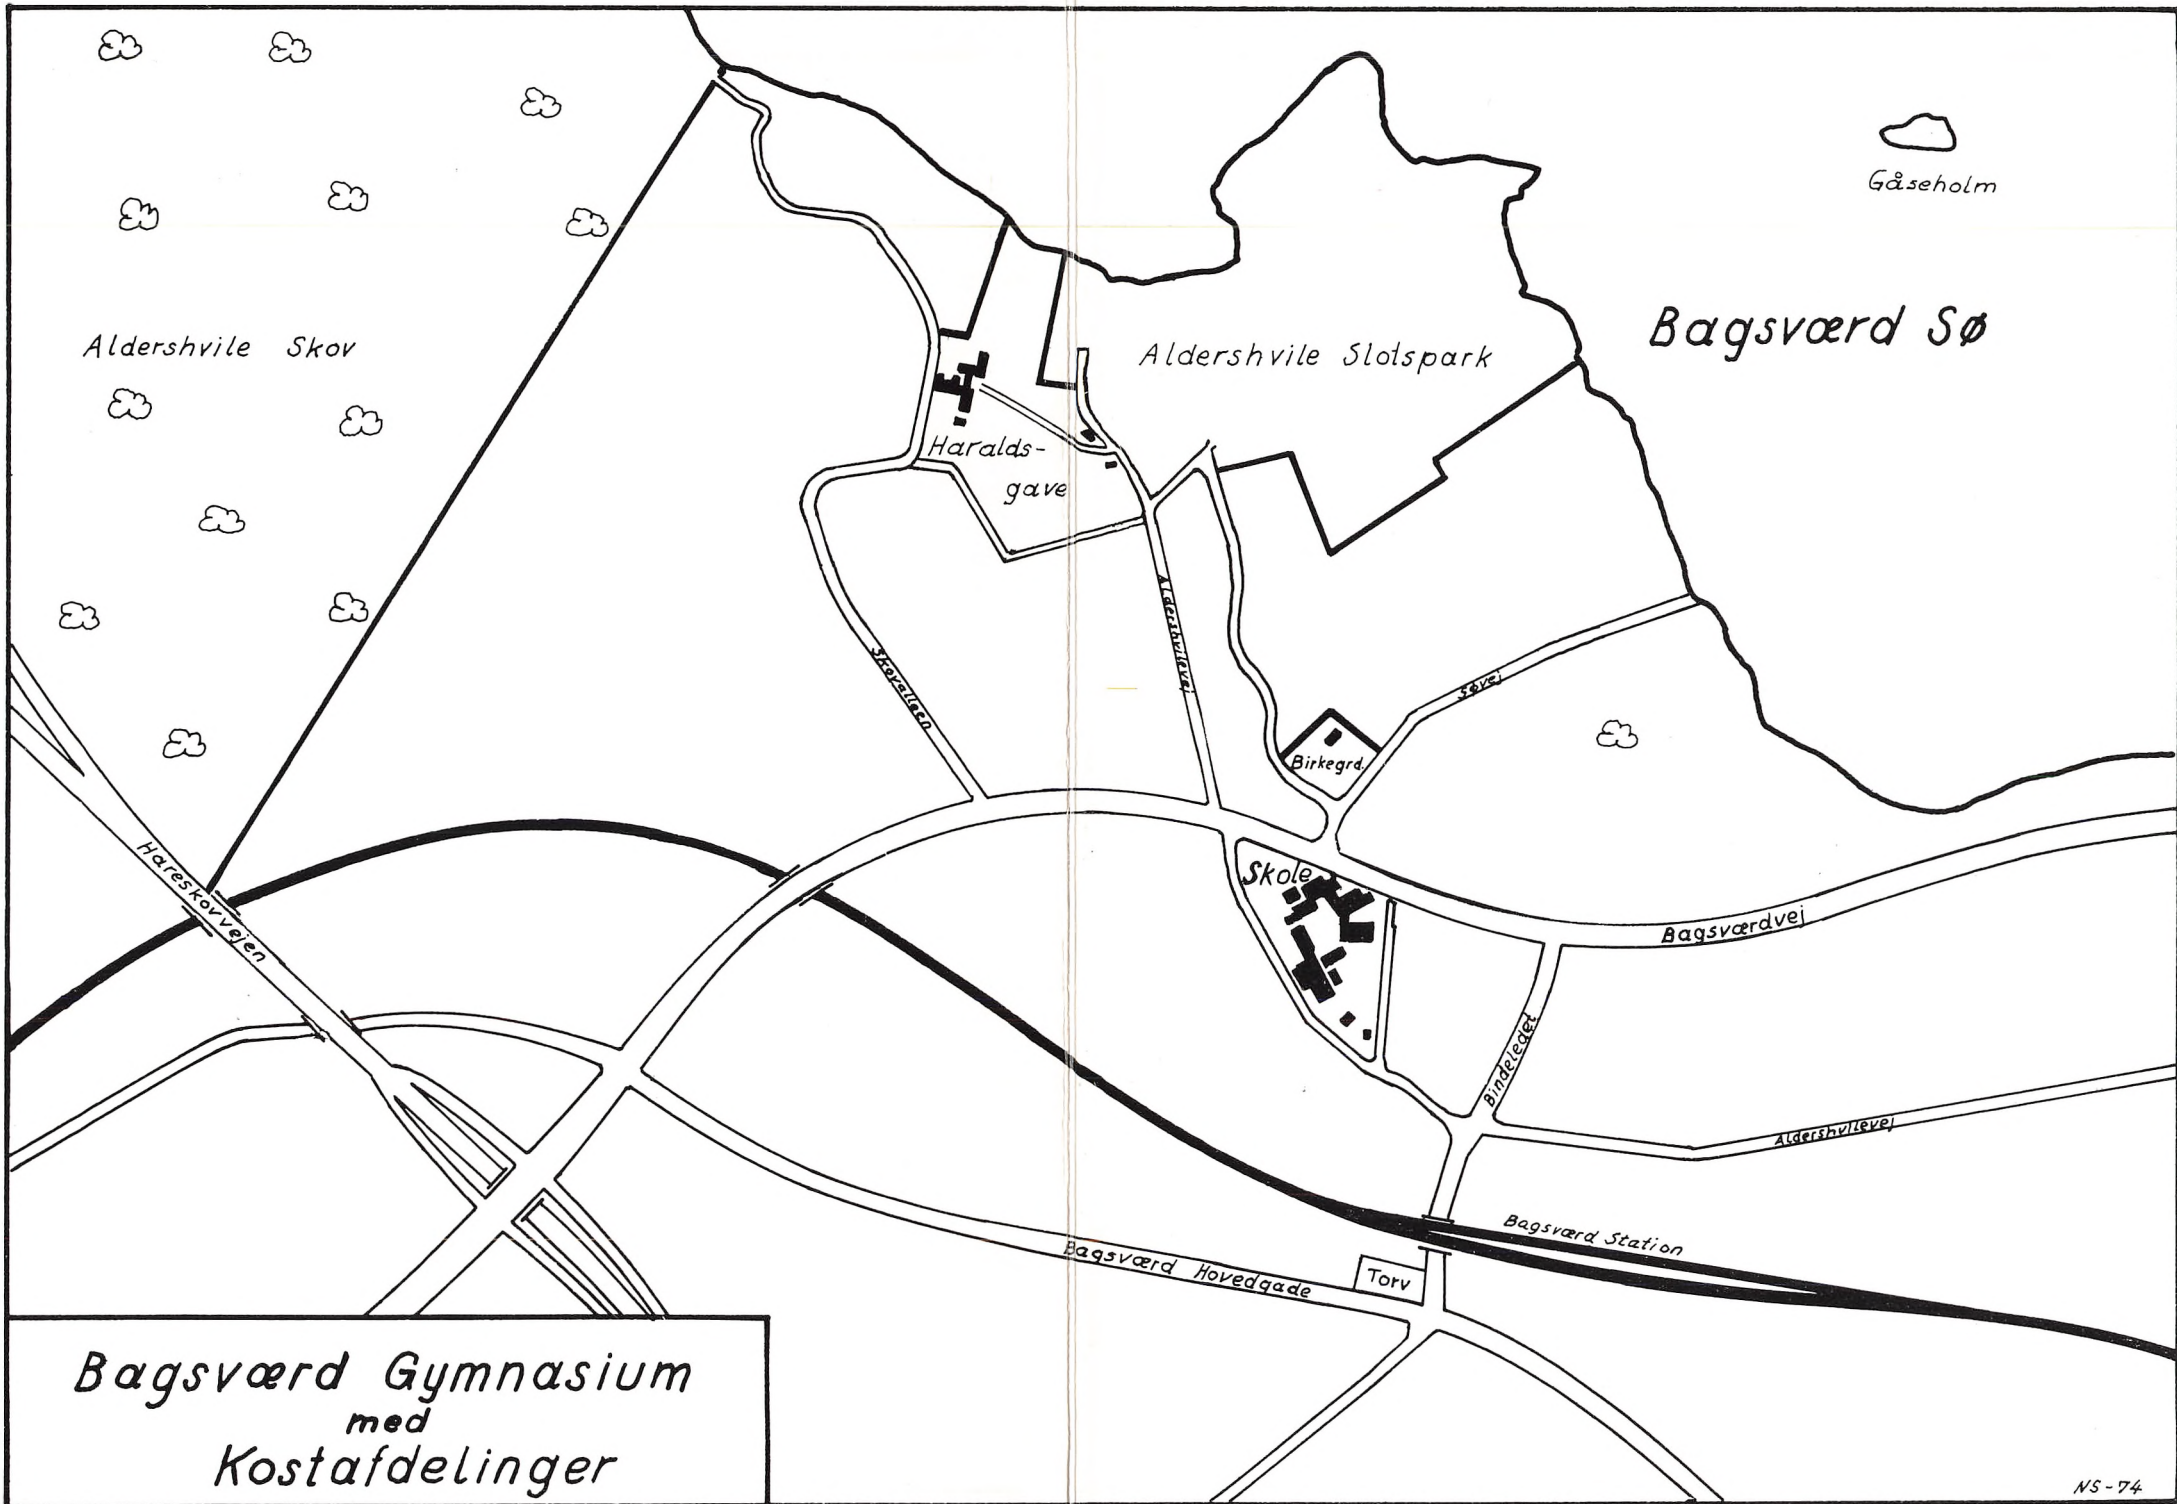 Gåseholm
Bagsværd Sø
Aldershvile Skov
Aldershvile Slotspark
Haralds-
gave
Aldershvilevej
Skovalleen
Søvej
Birkegrd.
Hareskovvejen
Skole
Bagsværdvej
Bindeledet
Aldershvilevej
Bagsværd Station
Bagsværd Hovedgade
Torv
Bagsværd Gymnasium
med
Kostafdelinger
NS-74